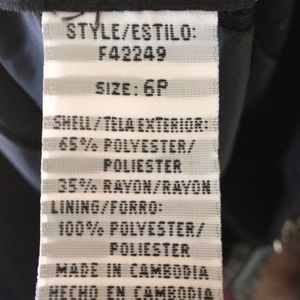 STYLE/ESTILO:
F42249
SIZE: 6P
SHELL/TELA EXTERIOR:
65% POLYESTER/
POLIESTER
35% RAYON/RAYON
LINING/FORRO:
100% POLYESTER/
POLIESTER
MADE IN CAMBODIA
HECHO EN CAMBODIA